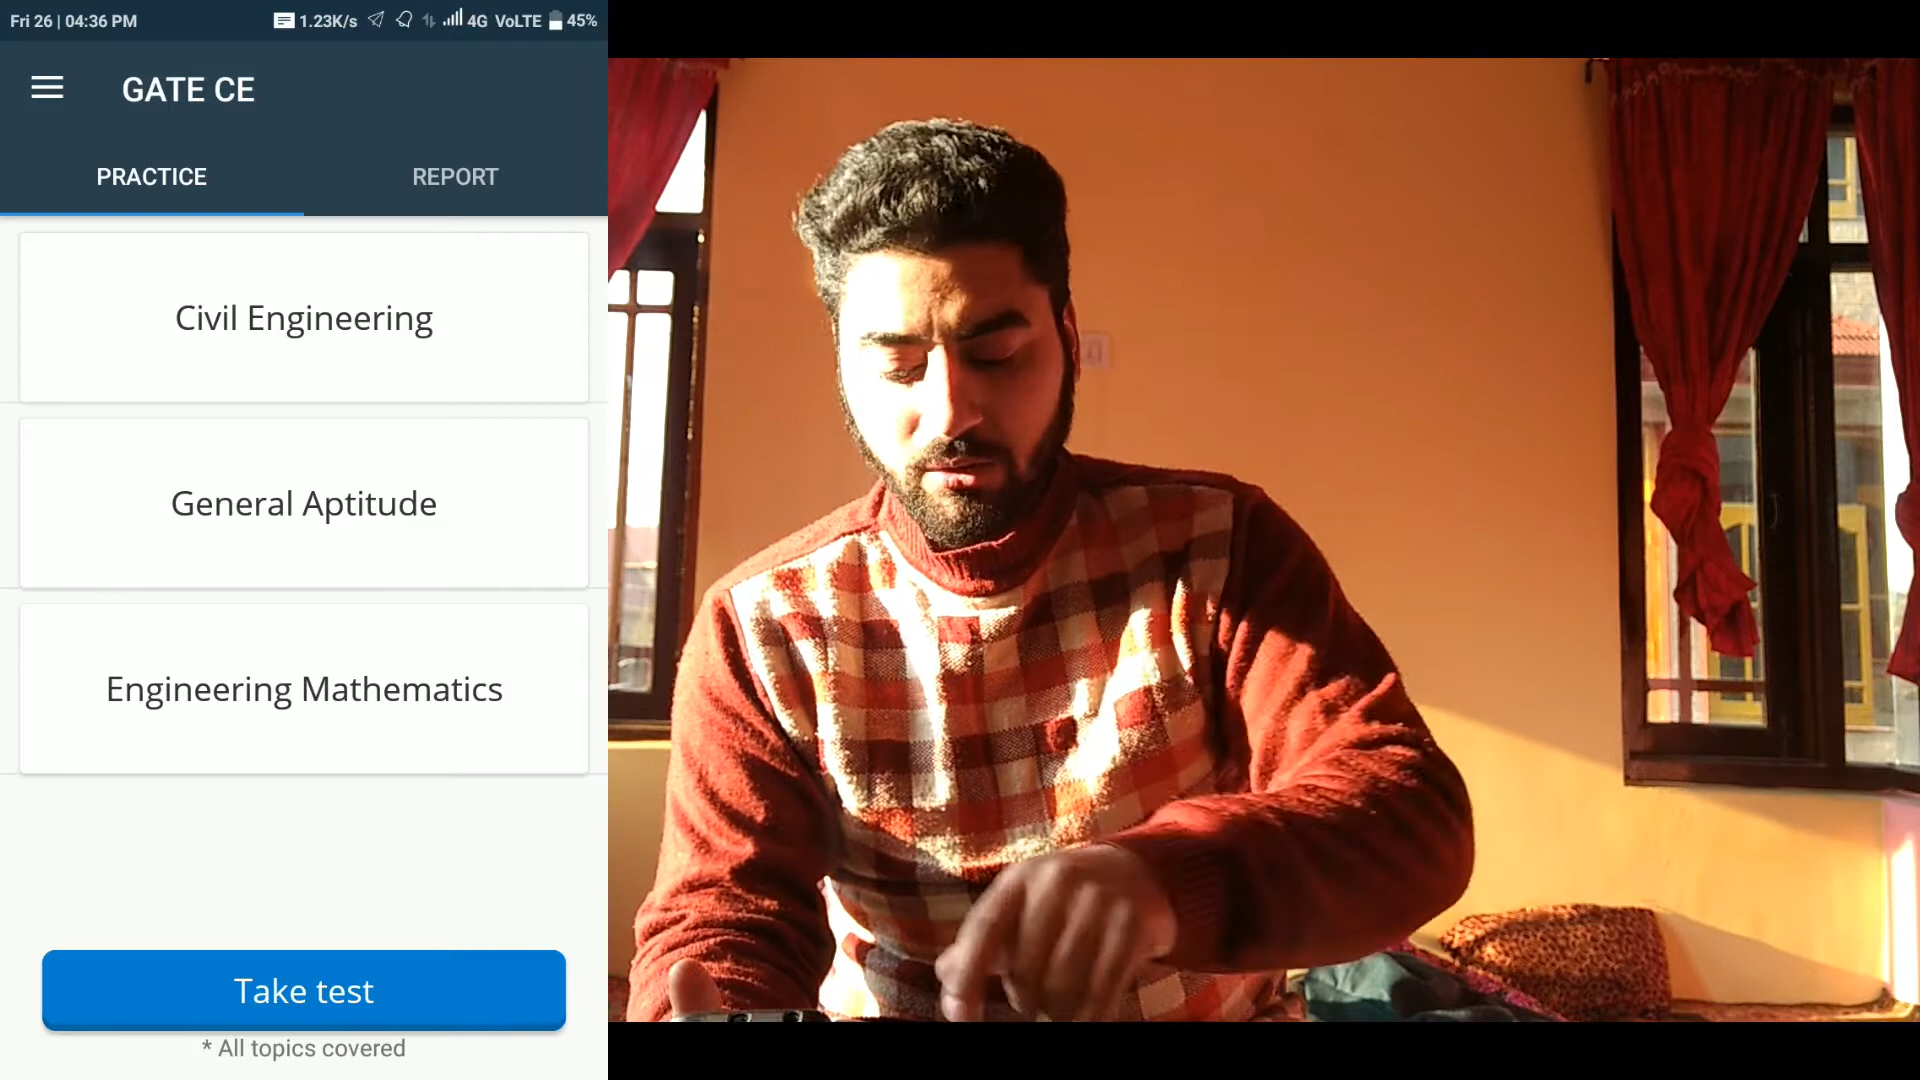 Fri 26 | 04:36 PM
1.23K/s 4G VoLTE 45%
GATE CE
PRACTICE
REPORT
Civil Engineering
General Aptitude
Engineering Mathematics
Take test
* All topics covered